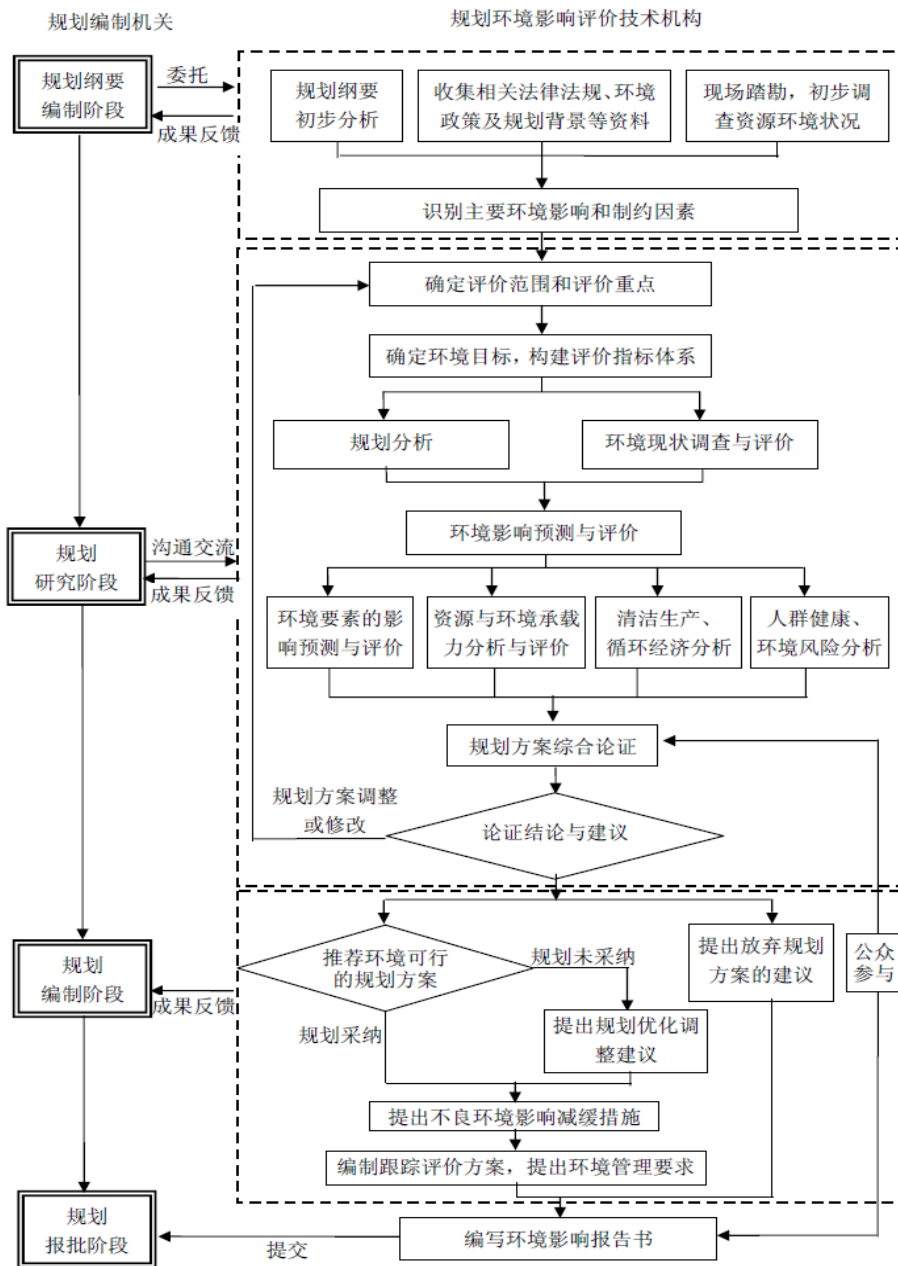 规划编制机关
规划环境影响评价技术机构
规划纲要
编制阶段
委托
成果反馈
规划纲要
初步分析
收集相关法律法规、环境
政策及规划背景等资料
现场踏勘，初步调
查资源环境状况
识别主要环境影响和制约因素
确定评价范围和评价重点
确定环境目标，构建评价指标体系
规划分析
环境现状调查与评价
规划
研究阶段
沟通交流
成果反馈
环境影响预测与评价
环境要素的影
响预测与评价
资源与环境承载
力分析与评价
清洁生产、
循环经济分析
人群健康、
环境风险分析
规划方案综合论证
规划方案调整
或修改
论证结论与建议
规划
编制阶段
成果反馈
推荐环境可行
的规划方案
规划未采纳
规划采纳
提出规划优化调
整建议
提出放弃规划
方案的建议
公众
参与
提出不良环境影响减缓措施
编制跟踪评价方案，提出环境管理要求
规划
报批阶段
提交
编写环境影响报告书